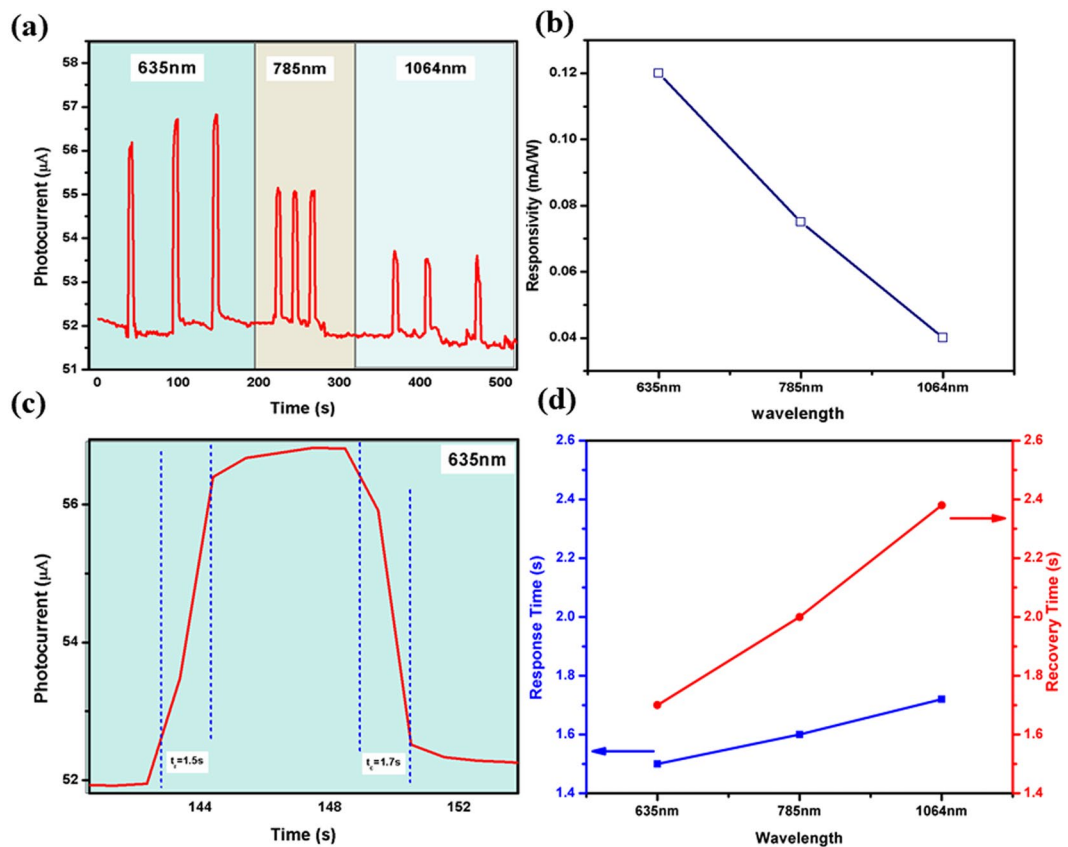 (a)
58
57
56
55
54
53
52
51
Photocurrent (μA)
635nm
785nm
1064nm
0
100
200
300
400
500
Time (s)
(b)
0.12
0.10
0.08
0.06
0.04
Responsivity (mA/W)
635nm
785nm
1064nm
wavelength
(c)
56
54
52
Photocurrent (μA)
635nm
tr=1.5s
tc=1.7s
144
148
152
Time (s)
(d)
2.6
2.4
2.2
2.0
1.8
1.6
1.4
Response Time (s)
2.6
2.4
2.2
2.0
1.8
1.6
1.4
Recovery Time (s)
635nm
785nm
1064nm
Wavelength